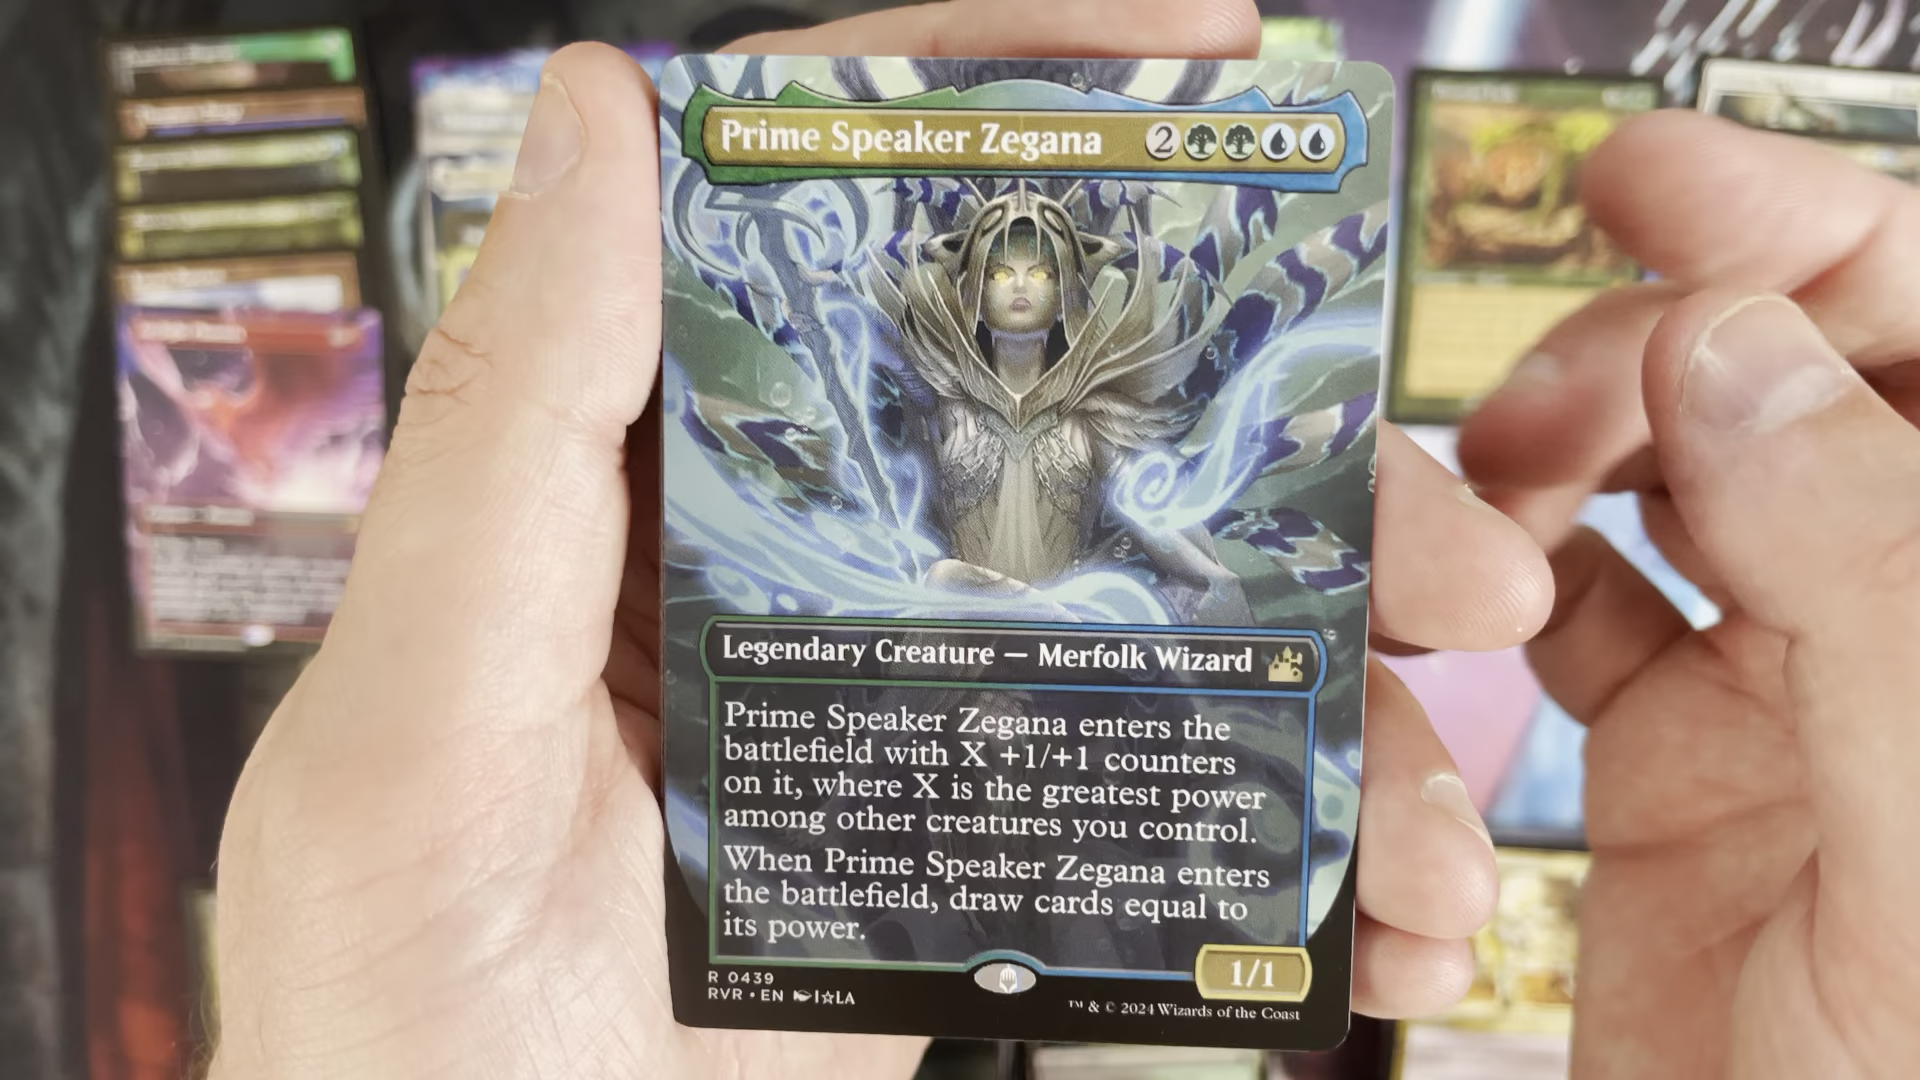 Prime Speaker Zegana 2
Legendary Creature — Merfolk Wizard
Prime Speaker Zegana enters the
battlefield with X +1/+1 counters
on it, where X is the greatest power
among other creatures you control.
When Prime Speaker Zegana enters
the battlefield, draw cards equal to
its power.
1/1
R 0439
RVR • EN I☆LA
™ & © 2024 Wizards of the Coast